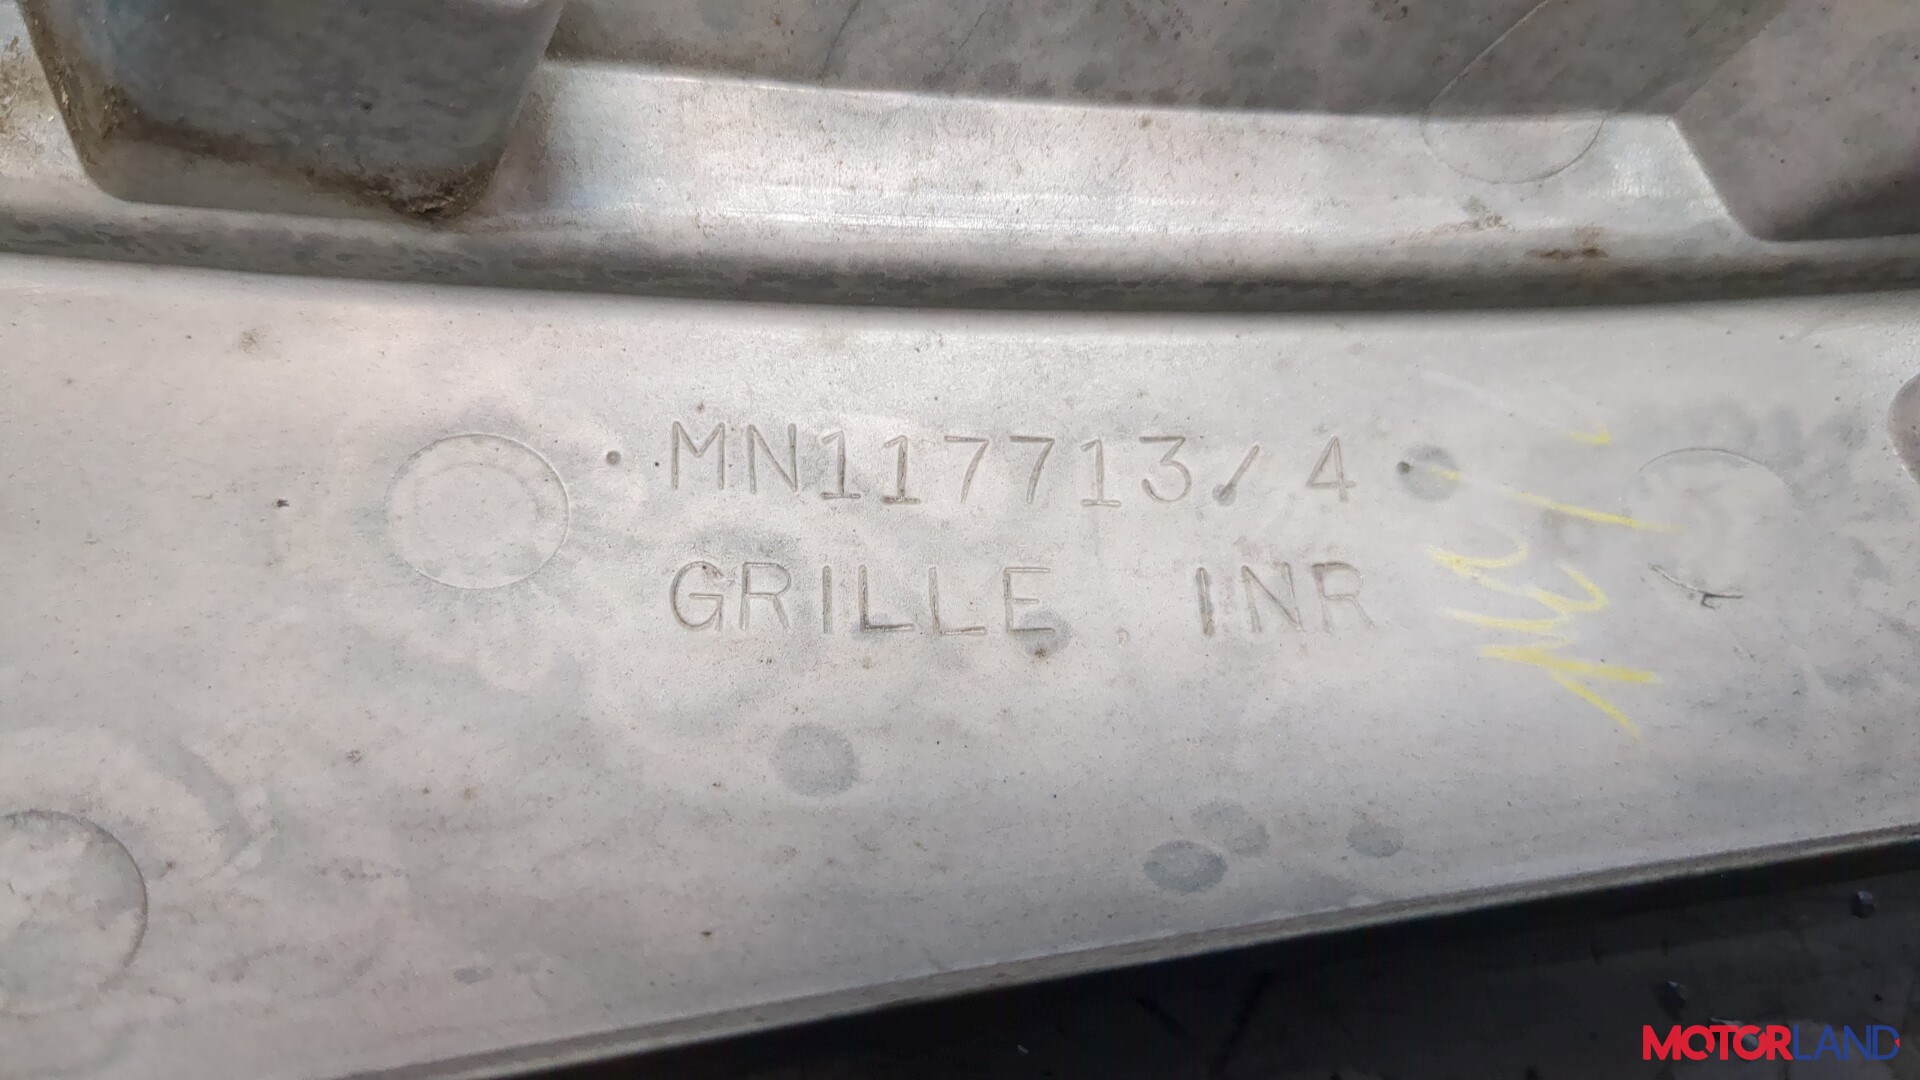 MN117713/4
GRILLE, INR
MOTORLAND